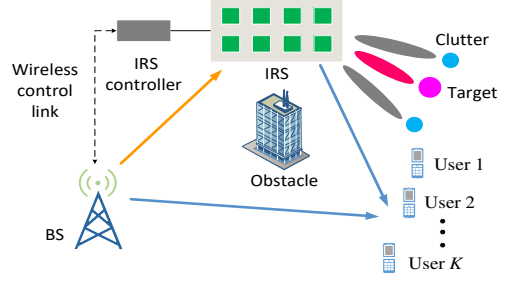 Clutter
Wireless
control
link
IRS
controller
IRS
Target
Obstacle
User 1
User 2
BS
User K